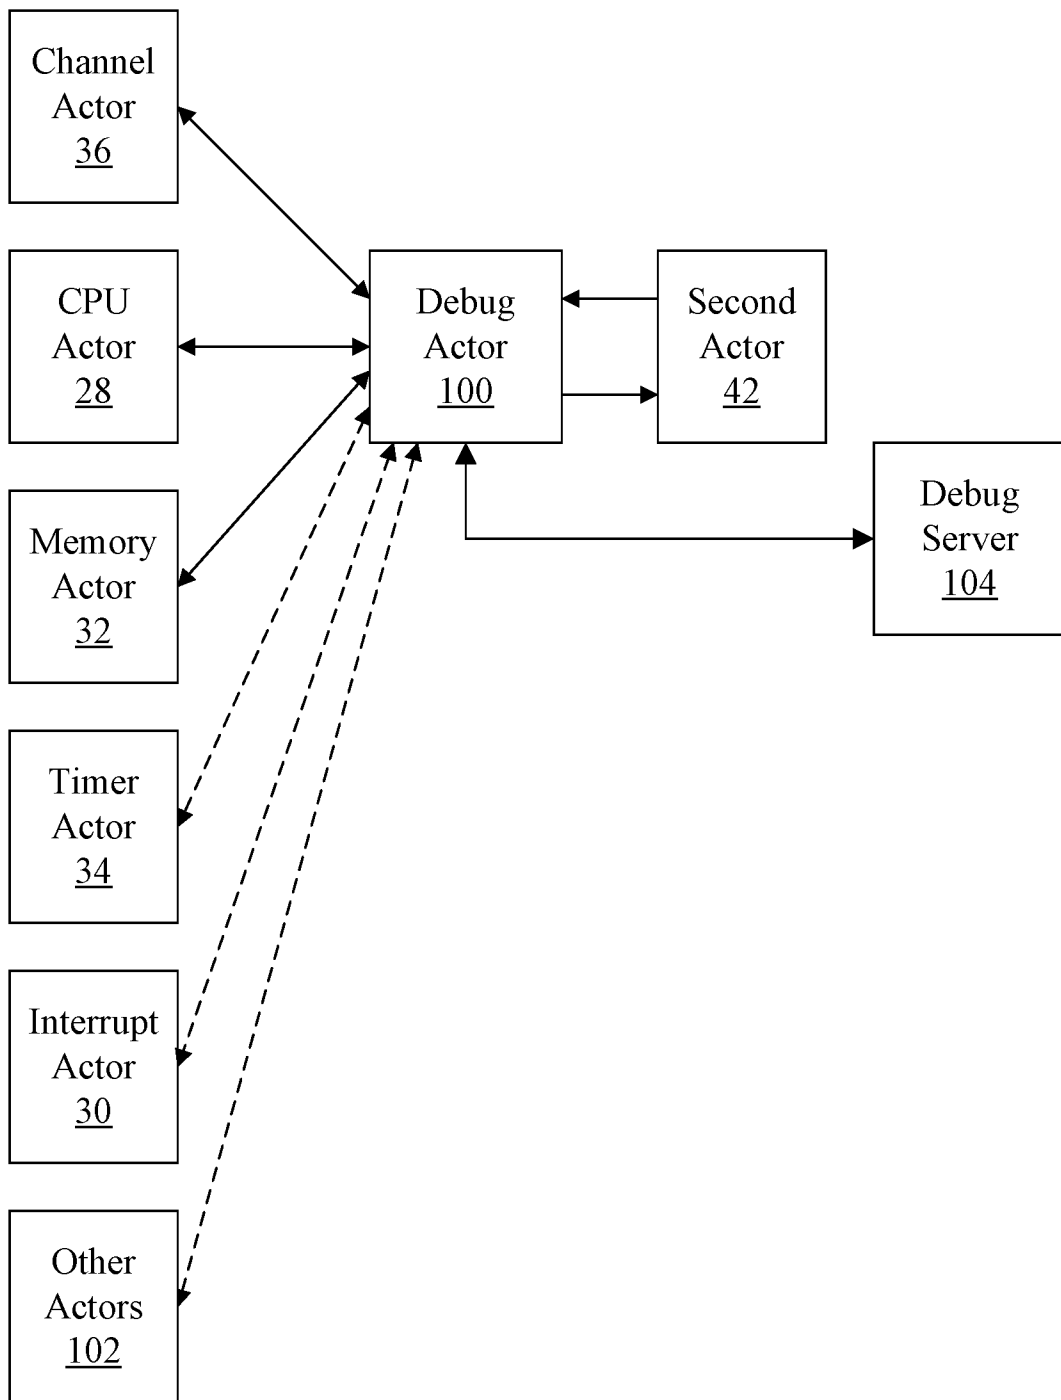 Channel
Actor
36
CPU
Actor
28
Debug
Actor
100
Second
Actor
42
Debug
Server
104
Memory
Actor
32
Timer
Actor
34
Interrupt
Actor
30
Other
Actors
102